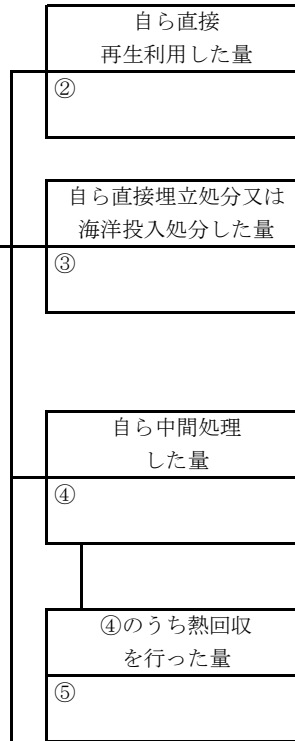 自ら直接
再生利用した量
②
自ら直接埋立処分又は
海洋投入処分した量
③
自ら中間処理
した量
④
④のうち熱回収
を行った量
⑤